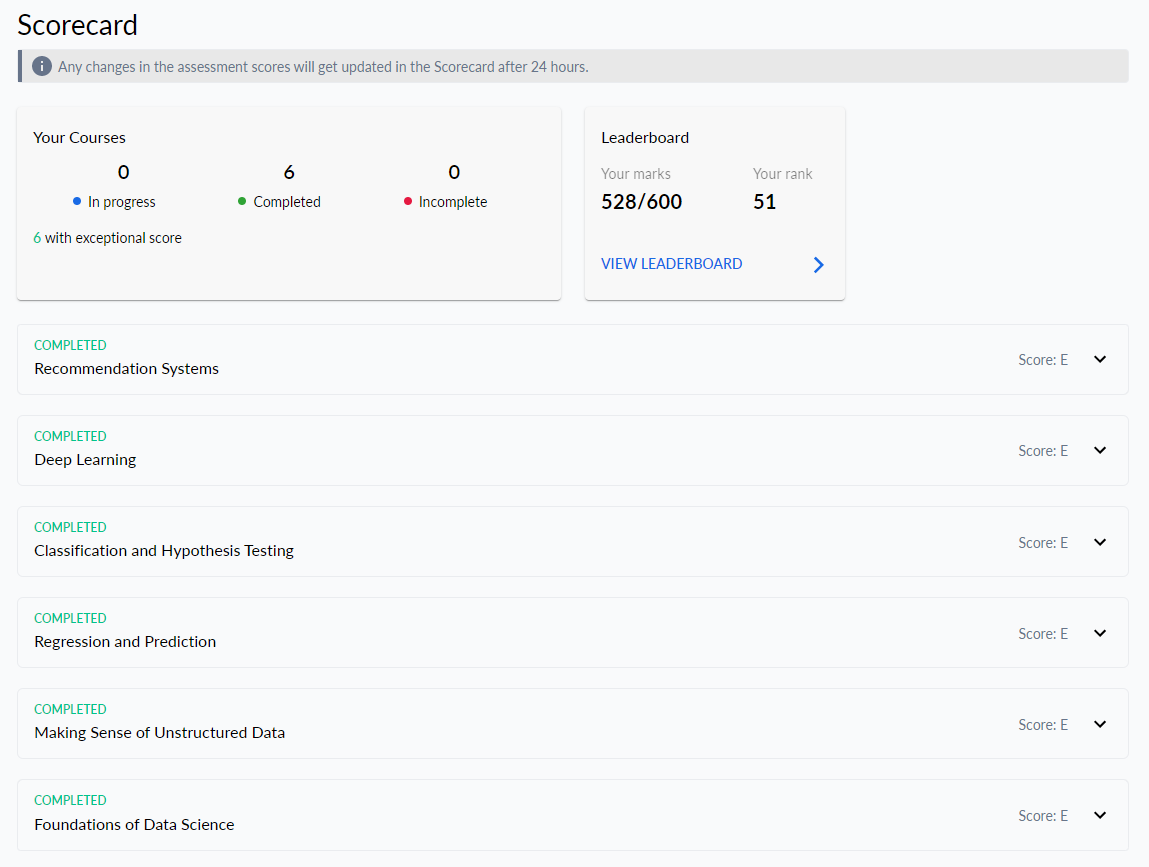 Scorecard
Any changes in the assessment scores will get updated in the Scorecard after 24 hours.
Your Courses
0 6 0
In progress Completed Incomplete
6 with exceptional score
Leaderboard
Your marks Your rank
528/600 51
VIEW LEADERBOARD
COMPLETED
Recommendation Systems
Score: E
COMPLETED
Deep Learning
Score: E
COMPLETED
Classification and Hypothesis Testing
Score: E
COMPLETED
Regression and Prediction
Score: E
COMPLETED
Making Sense of Unstructured Data
Score: E
COMPLETED
Foundations of Data Science
Score: E